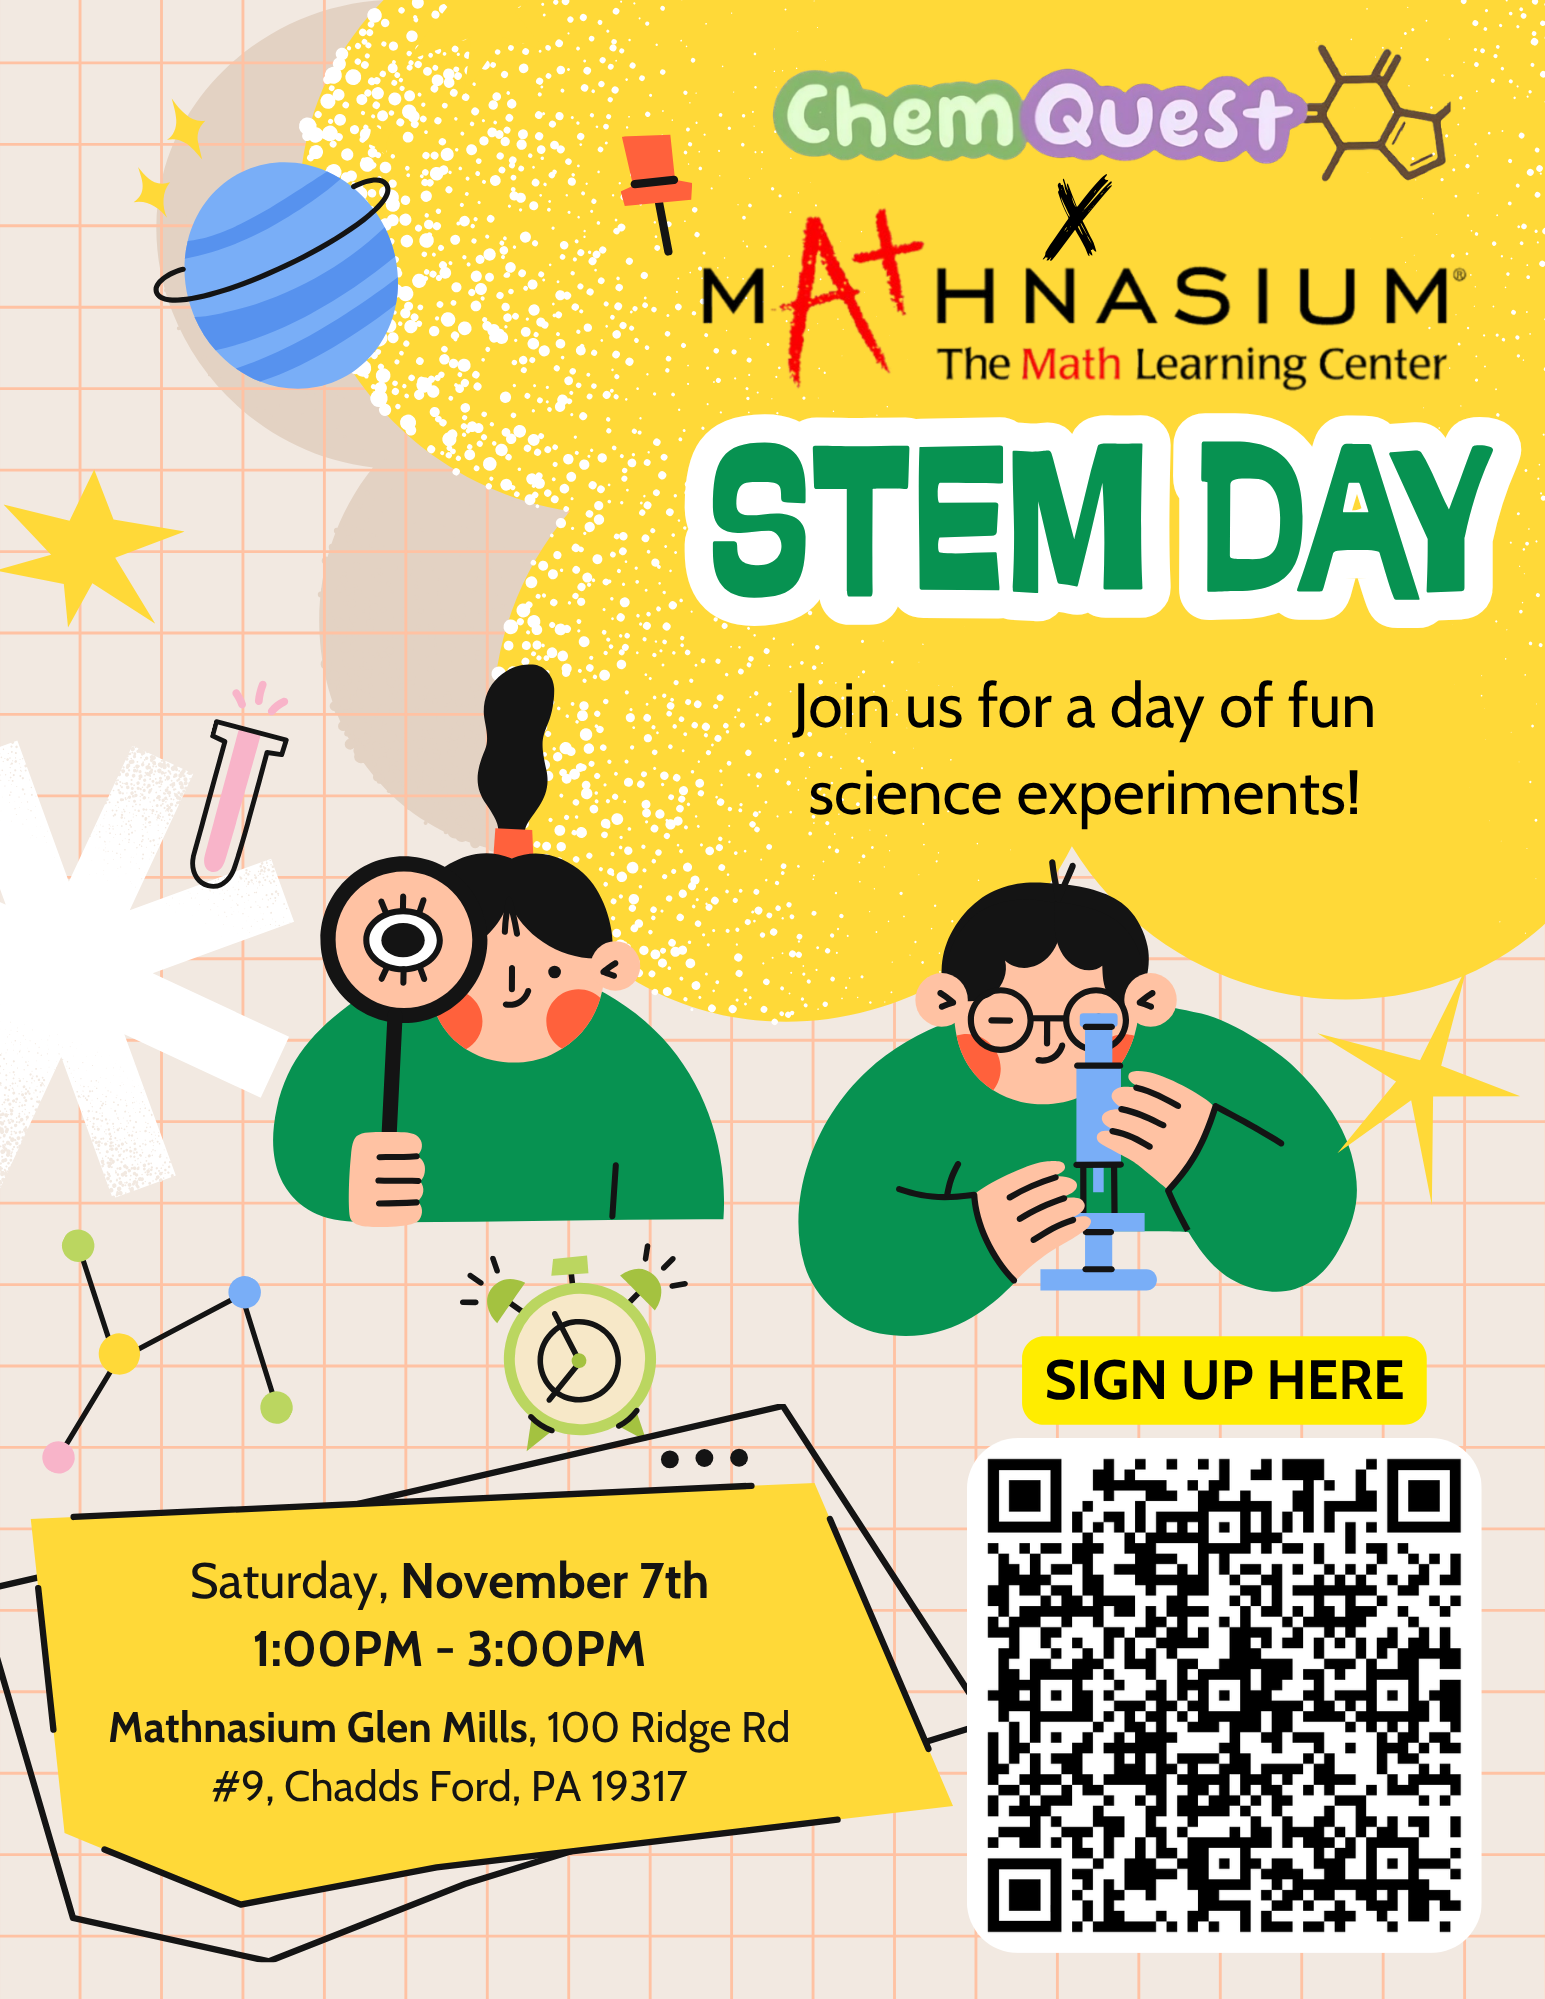 ChemQuest
X
MATHNASIUM®
The Math Learning Center
STEM DAY
Join us for a day of fun
science experiments!
SIGN UP HERE
Saturday, November 7th
1:00PM - 3:00PM
Mathnasium Glen Mills, 100 Ridge Rd
#9, Chadds Ford, PA 19317